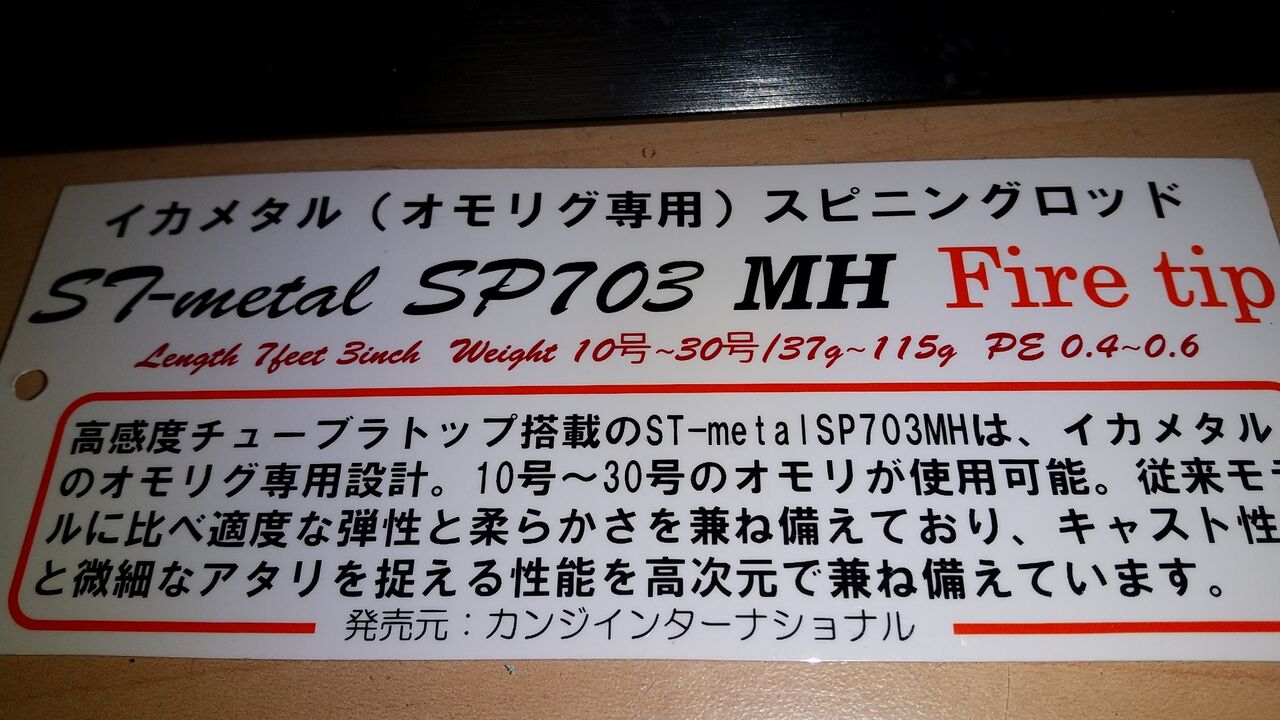 イカメタル（オモリグ専用）スピニングロッド
ST-metal SP703 MH Fire tip
Length 7feet 3inch Weight 10号~30号/37g~115g PE 0.4~0.6
高感度チューブラトップ搭載のST-metalSP703MHは、イカメタル
のオモリグ専用設計。10号～30号のオモリが使用可能。従来モデ
ルに比べ適度な弾性と柔らかさを兼ね備えており、キャスト性
と微細なアタリを捉える性能を高次元で兼ね備えています。
発売元：カンジインターナショナル